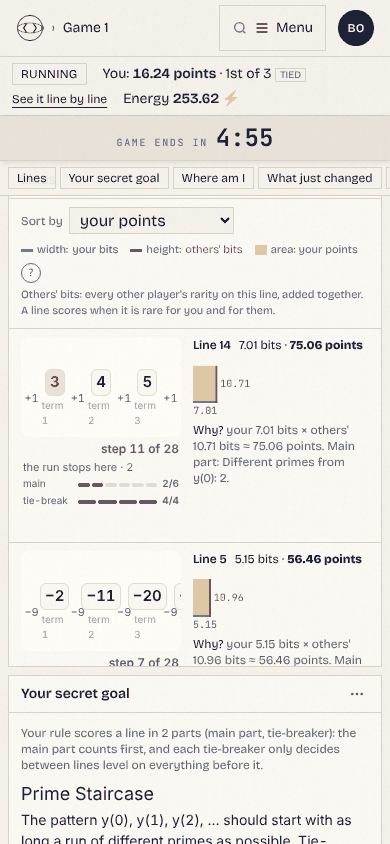 › Game 1
Menu
BO
RUNNING You: 16.24 points · 1st of 3 TIED
See it line by line Energy 253.62 ⚡
GAME ENDS IN 4:55
Lines Your secret goal Where am I What just changed
Sort by your points
width: your bits height: others' bits area: your points
?
Others' bits: every other player's rarity on this line, added together.
A line scores when it is rare for you and for them.
Line 14 7.01 bits · 75.06 points
+1 3 +1 4 +1 5 +1
term 1 term 2 term 3
10.71
7.01
step 11 of 28
the run stops here · 2
main 2/6
tie-break 4/4
Why? your 7.01 bits × others'
10.71 bits ≈ 75.06 points. Main
part: Different primes from
y(0): 2.
Line 5 5.15 bits · 56.46 points
−9 −2 −9 −11 −9 −20 −9
term 1 term 2 term 3
10.96
5.15
step 7 of 28
Why? your 5.15 bits × others'
10.96 bits ≈ 56.46 points. Main
Your secret goal ···
Your rule scores a line in 2 parts (main part, tie-breaker): the
main part counts first, and each tie-breaker only decides
between lines level on everything before it.
Prime Staircase
The pattern y(0), y(1), y(2), … should start with as
long a run of different primes as possible. Tie-